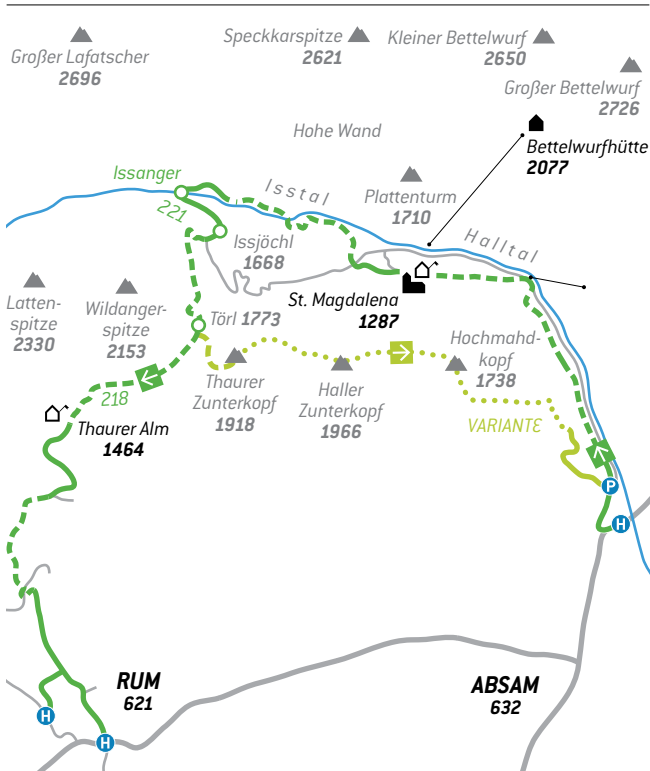 Großer Lafatscher
2696
Speckkarspitze
2621
Kleiner Bettelwurf
2650
Großer Bettelwurf
2726
Hohe Wand
Bettelwurfhütte
2077
Issanger
221
Isstal
Plattenturm
1710
Issjöchl
1668
Halltal
Latten-
spitze
2330
Wildanger-
spitze
2153
Törl 1773
St. Magdalena
1287
Thaurer
Zunterkopf
1918
Haller
Zunterkopf
1966
Hochmahd-
kopf
1738
218
Thaurer Alm
1464
VARIANTE
P
H
RUM
621
ABSAM
632
H
H